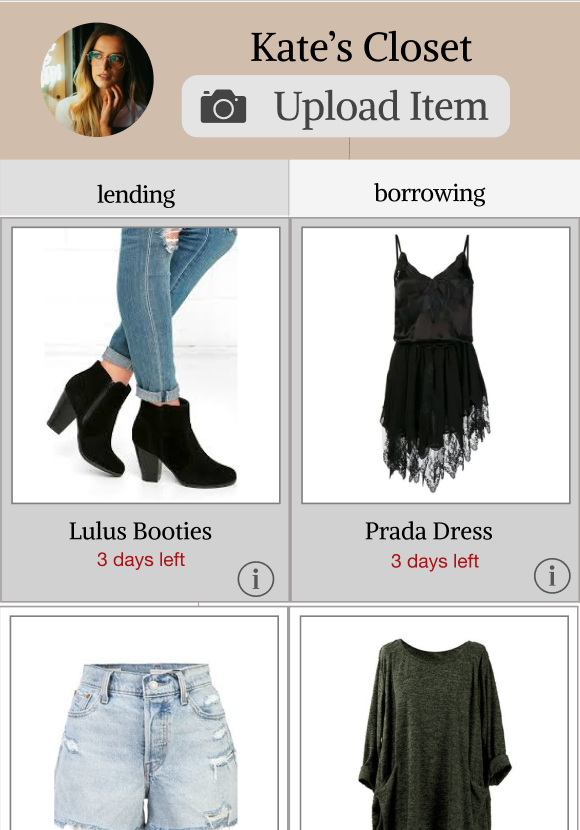 Kate’s Closet
Upload Item
lending
borrowing
Lulus Booties
3 days left
i
Prada Dress
3 days left
i